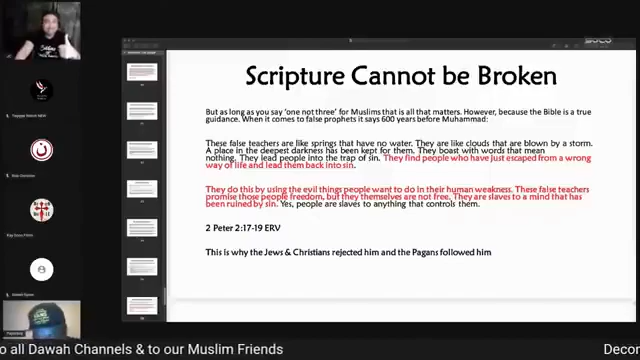 Scripture Cannot be Broken
But as long as you say 'one not three' for Muslims that is all that matters. However, because the Bible is a true
guidance. When it comes to false prophets it says 600 years before Muhammad:
These false teachers are like springs that have no water. They are like clouds that are blown by a storm.
A place in the deepest darkness has been kept for them. They boast with words that mean
nothing. They lead people into the trap of sin. They find people who have just escaped from a wrong
way of life and lead them back into sin.
They do this by using the evil things people want to do in their human weakness. These false teachers
promise those people freedom, but they themselves are not free. They are slaves to a mind that has
been ruined by sin. Yes, people are slaves to anything that controls them.
2 Peter 2:17-19 ERV
This is why the Jews & Christians rejected him and the Pagans followed him
o all Dawah Channels & to our Muslim Friends
Decor